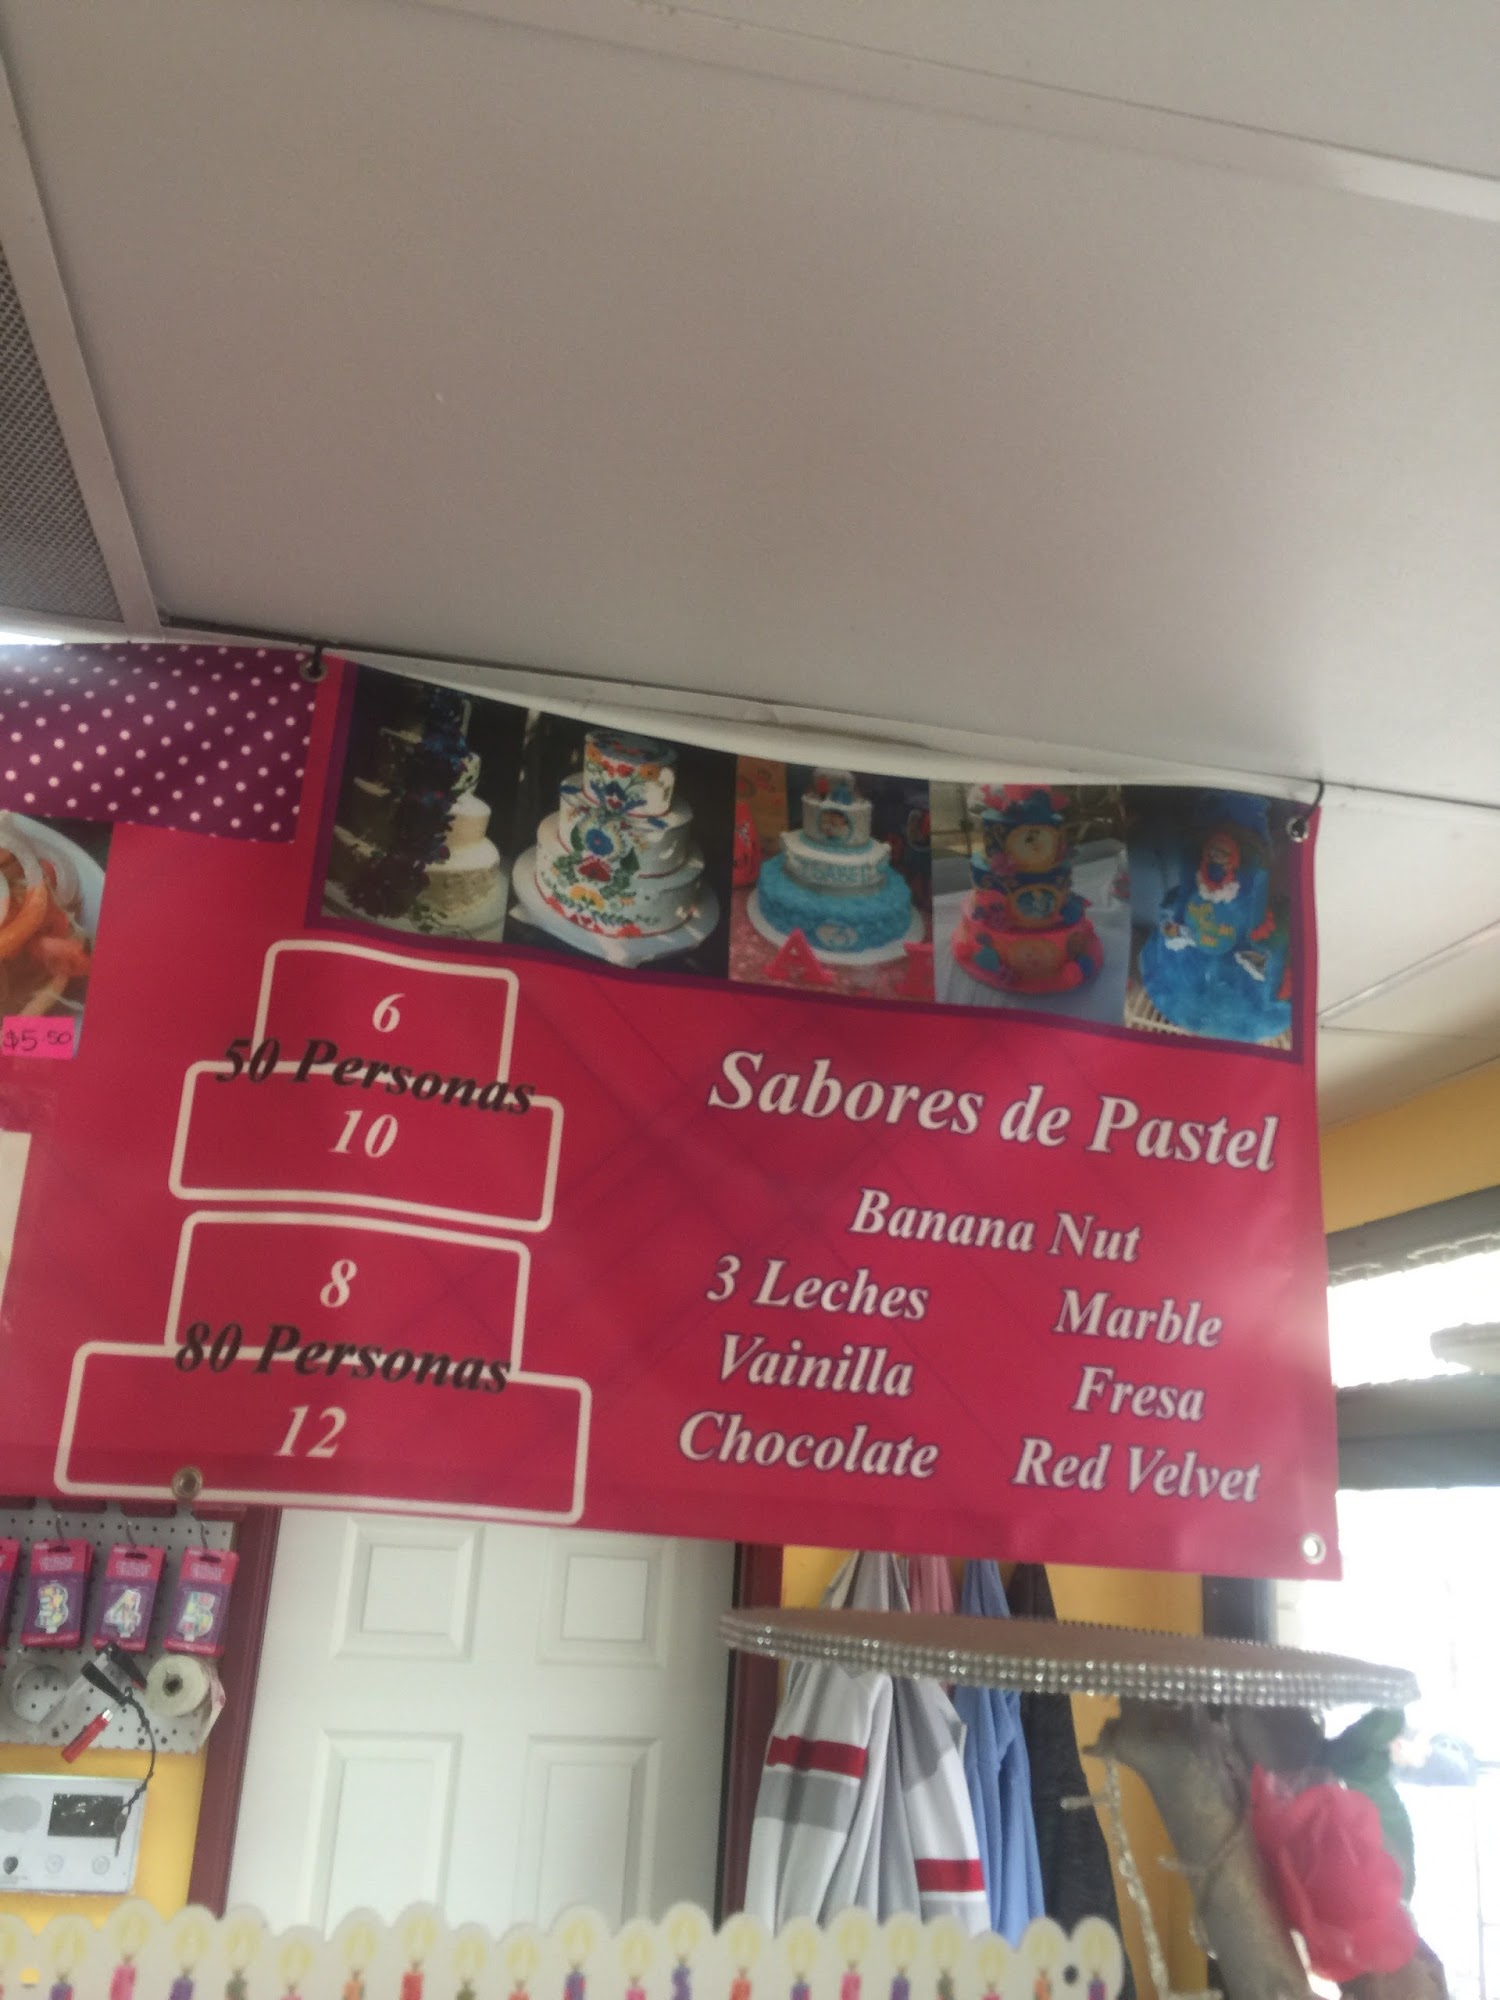 $5 50
6
50 Personas
10
8
80 Personas
12
Sabores de Pastel
Banana Nut
3 Leches
Marble
Vainilla
Fresa
Chocolate
Red Velvet